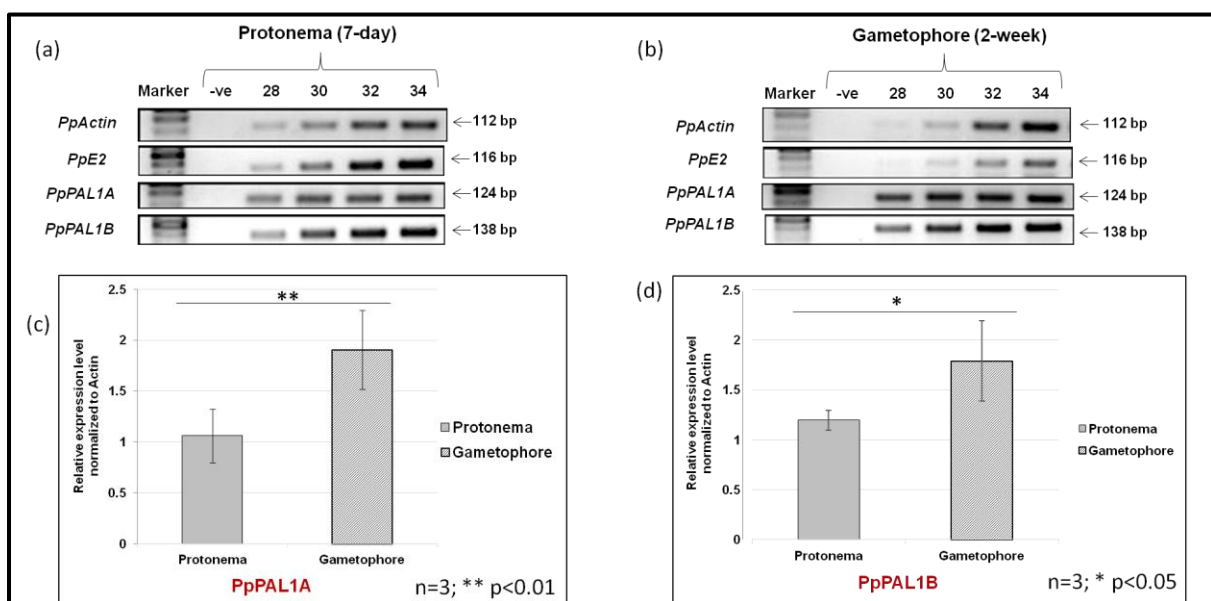 (a)
Protonema (7-day)
Marker -ve 28 30 32 34
PpActin ←112 bp
PpE2 ←116 bp
PpPAL1A ←124 bp
PpPAL1B ←138 bp
(b)
Gametophore (2-week)
Marker -ve 28 30 32 34
PpActin ←112 bp
PpE2 ←116 bp
PpPAL1A ←124 bp
PpPAL1B ←138 bp
(c)
Relative expression level
normalized to Actin
2.5
2
1.5
1
0.5
0
**
Protonema
Gametophore
Protonema Gametophore
PpPAL1A n=3; ** p<0.01
(d)
Relative expression level
normalized to Actin
2.5
2
1.5
1
0.5
0
*
Protonema
Gametophore
Protonema Gametophore
PpPAL1B n=3; * p<0.05